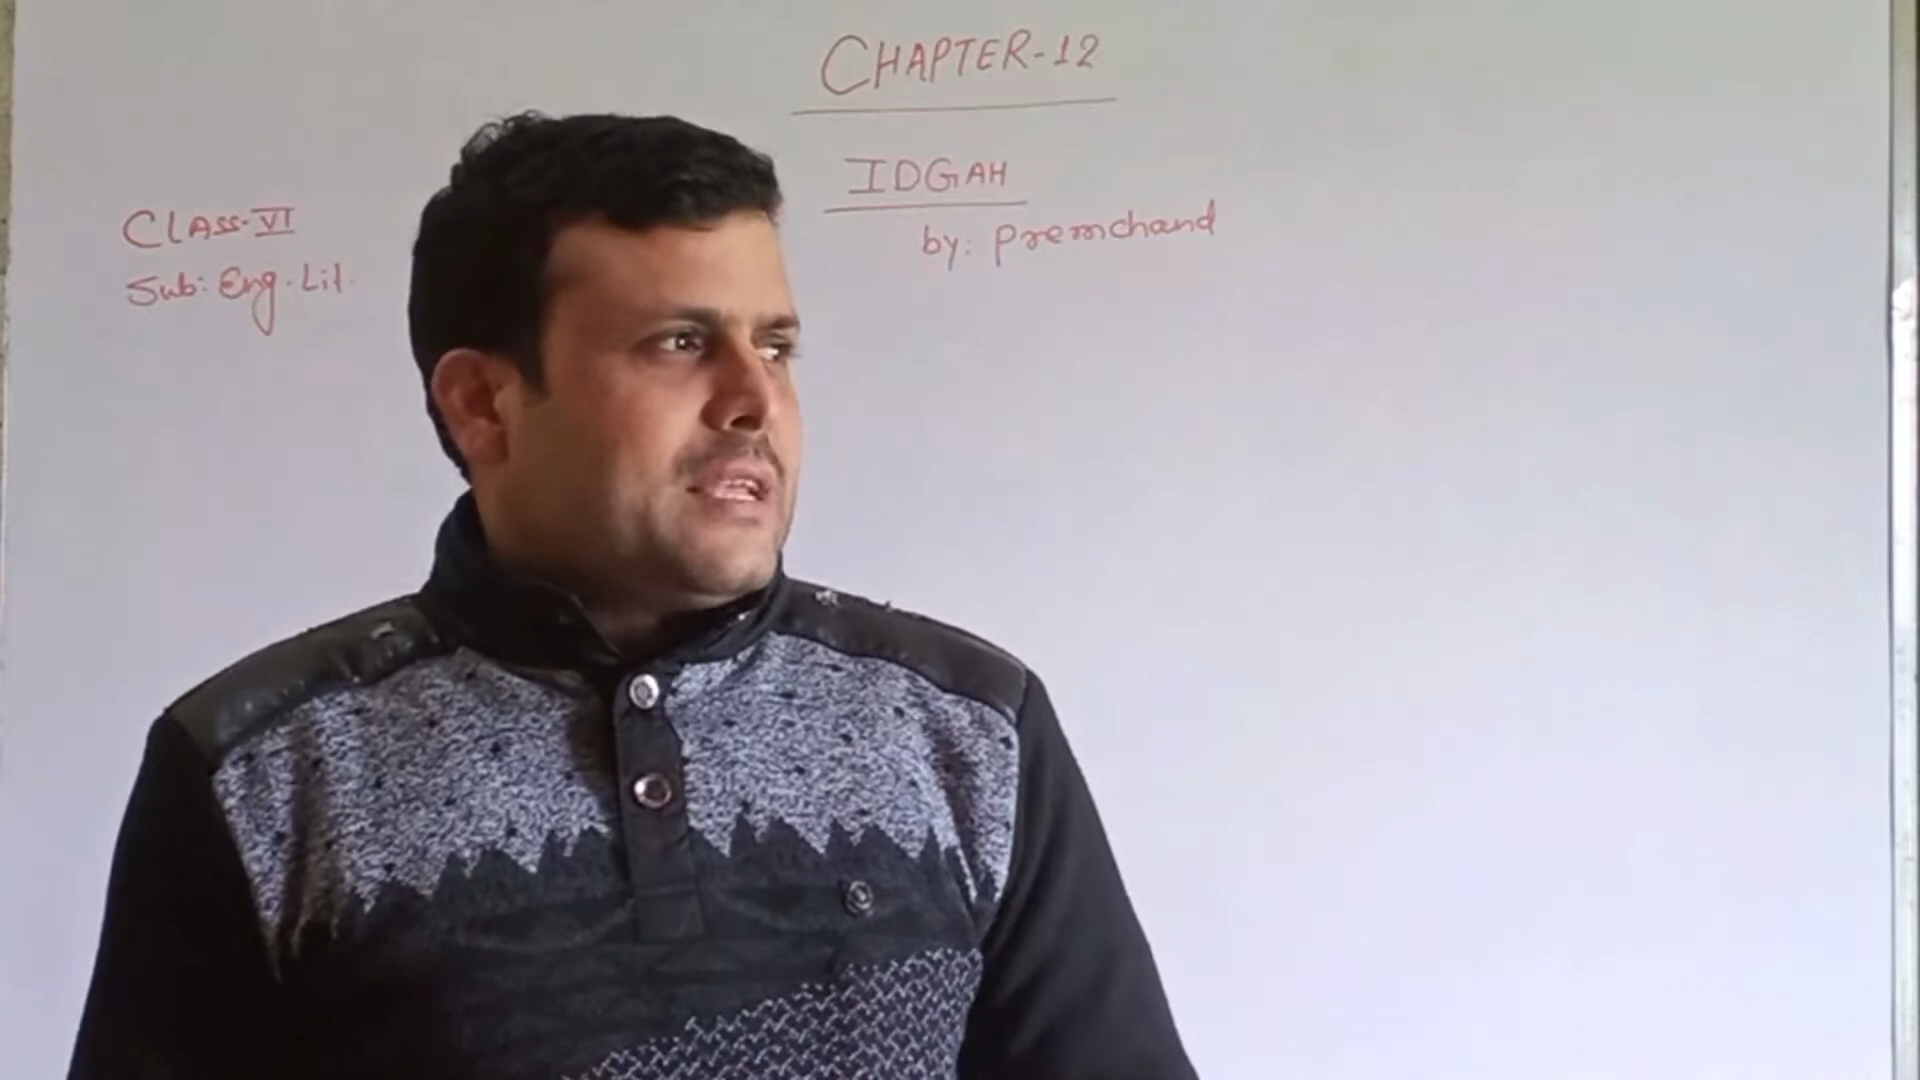 CHAPTER-12
IDGAH
by: Premchand
Class-VI
Sub: Eng. Lit.